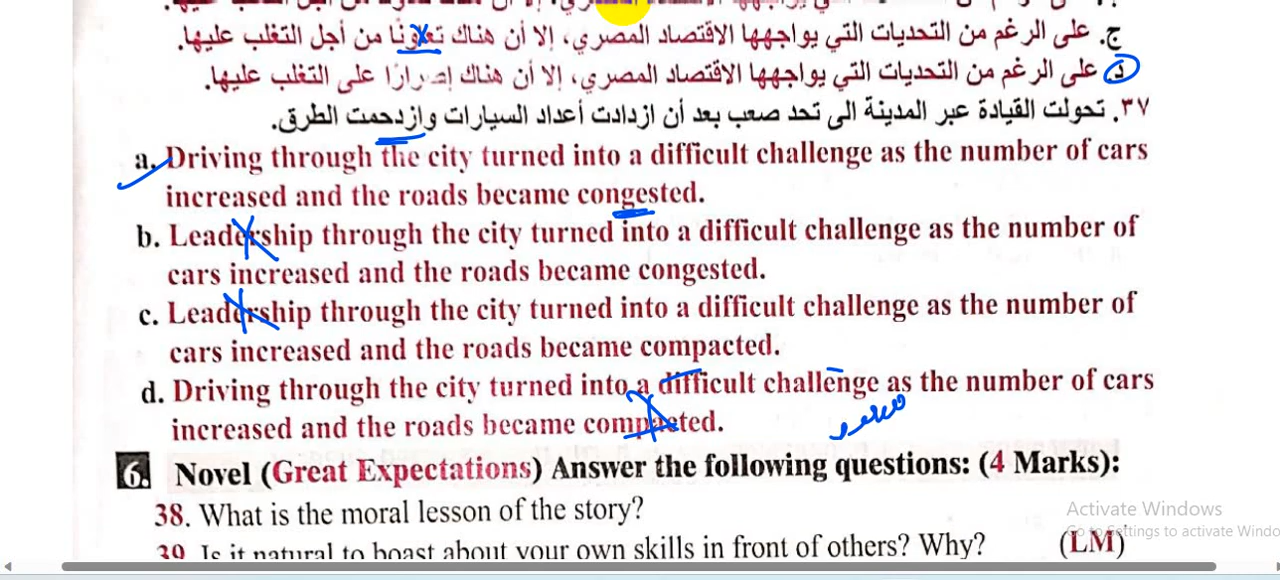 ج. على الرغم من التحديات التي يواجهها الاقتصاد المصري، إلا أن هناك تعاونًا من أجل التغلب عليها.
د. على الرغم من التحديات التي يواجهها الاقتصاد المصري، إلا أن هناك إصرارًا على التغلب عليها.
٣٧. تحولت القيادة عبر المدينة الى تحد صعب بعد أن ازدادت أعداد السيارات وازدحمت الطرق.
a. Driving through the city turned into a difficult challenge as the number of cars
increased and the roads became congested.
b. Leadership through the city turned into a difficult challenge as the number of
cars increased and the roads became congested.
c. Leadership through the city turned into a difficult challenge as the number of
cars increased and the roads became compacted.
d. Driving through the city turned into a difficult challenge as the number of cars
increased and the roads became compacted.
6. Novel (Great Expectations) Answer the following questions: (4 Marks):
38. What is the moral lesson of the story?
39. Is it natural to boast about your own skills in front of others? Why? (LM)
Activate Windows
Go to Settings to activate Windo